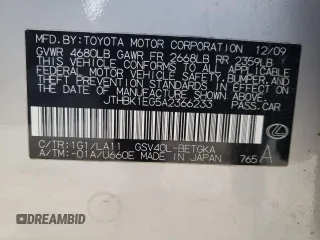 MFD.BY:TOYOTA MOTOR CORPORATION 12/09
GVWR 4680LB GAWR FR 2668LB RR 2359LB
THIS VEHICLE CONFORMS TO ALL APPLICABLE
FEDERAL MOTOR VEHICLE SAFETY, BUMPER, AND
THEFT PREVENTION STANDARDS IN EFFECT ON
THE DATE OF MANUFACTURE SHOWN ABOVE.
JTHBK1EG5A2366233 PASS.CAR
C/TR:1G1/LA11 GSV40L-BETGKA
A/TM:-01A/U660E MADE IN JAPAN 765 A
DREAMBID